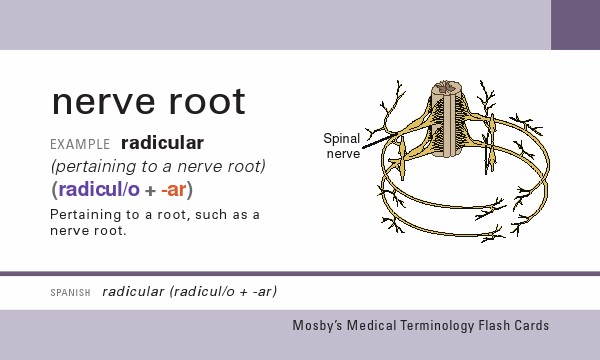 nerve root
EXAMPLE radicular
(pertaining to a nerve root)
(radicul/o + -ar)
Pertaining to a root, such as a
nerve root.
Spinal
nerve
SPANISH radicular (radicul/o + -ar)
Mosby's Medical Terminology Flash Cards